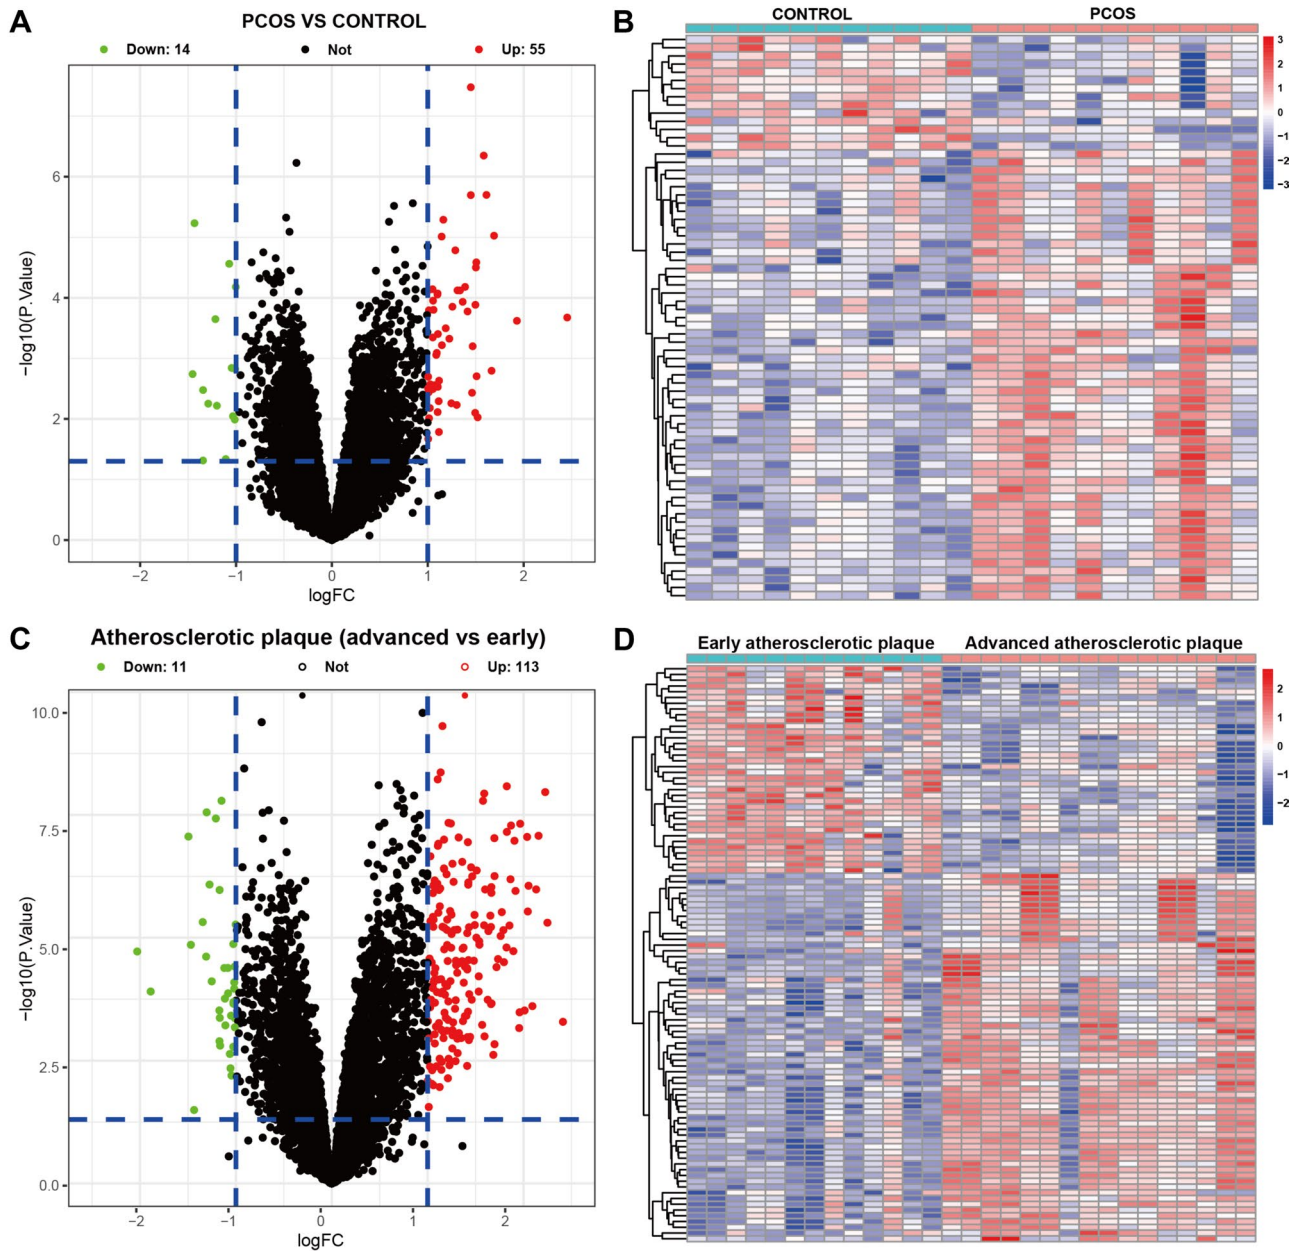 A
PCOS VS CONTROL
Down: 14
Not
Up: 55
6
4
2
0
−log10(P.Value)
−2
−1
0
1
2
logFC
B
CONTROL
PCOS
3
2
1
0
−1
−2
−3
C
Atherosclerotic plaque (advanced vs early)
Down: 11
Not
Up: 113
10.0
7.5
5.0
2.5
0.0
−log10(P.Value)
−2
−1
0
1
2
logFC
D
Early atherosclerotic plaque
Advanced atherosclerotic plaque
2
1
0
−1
−2